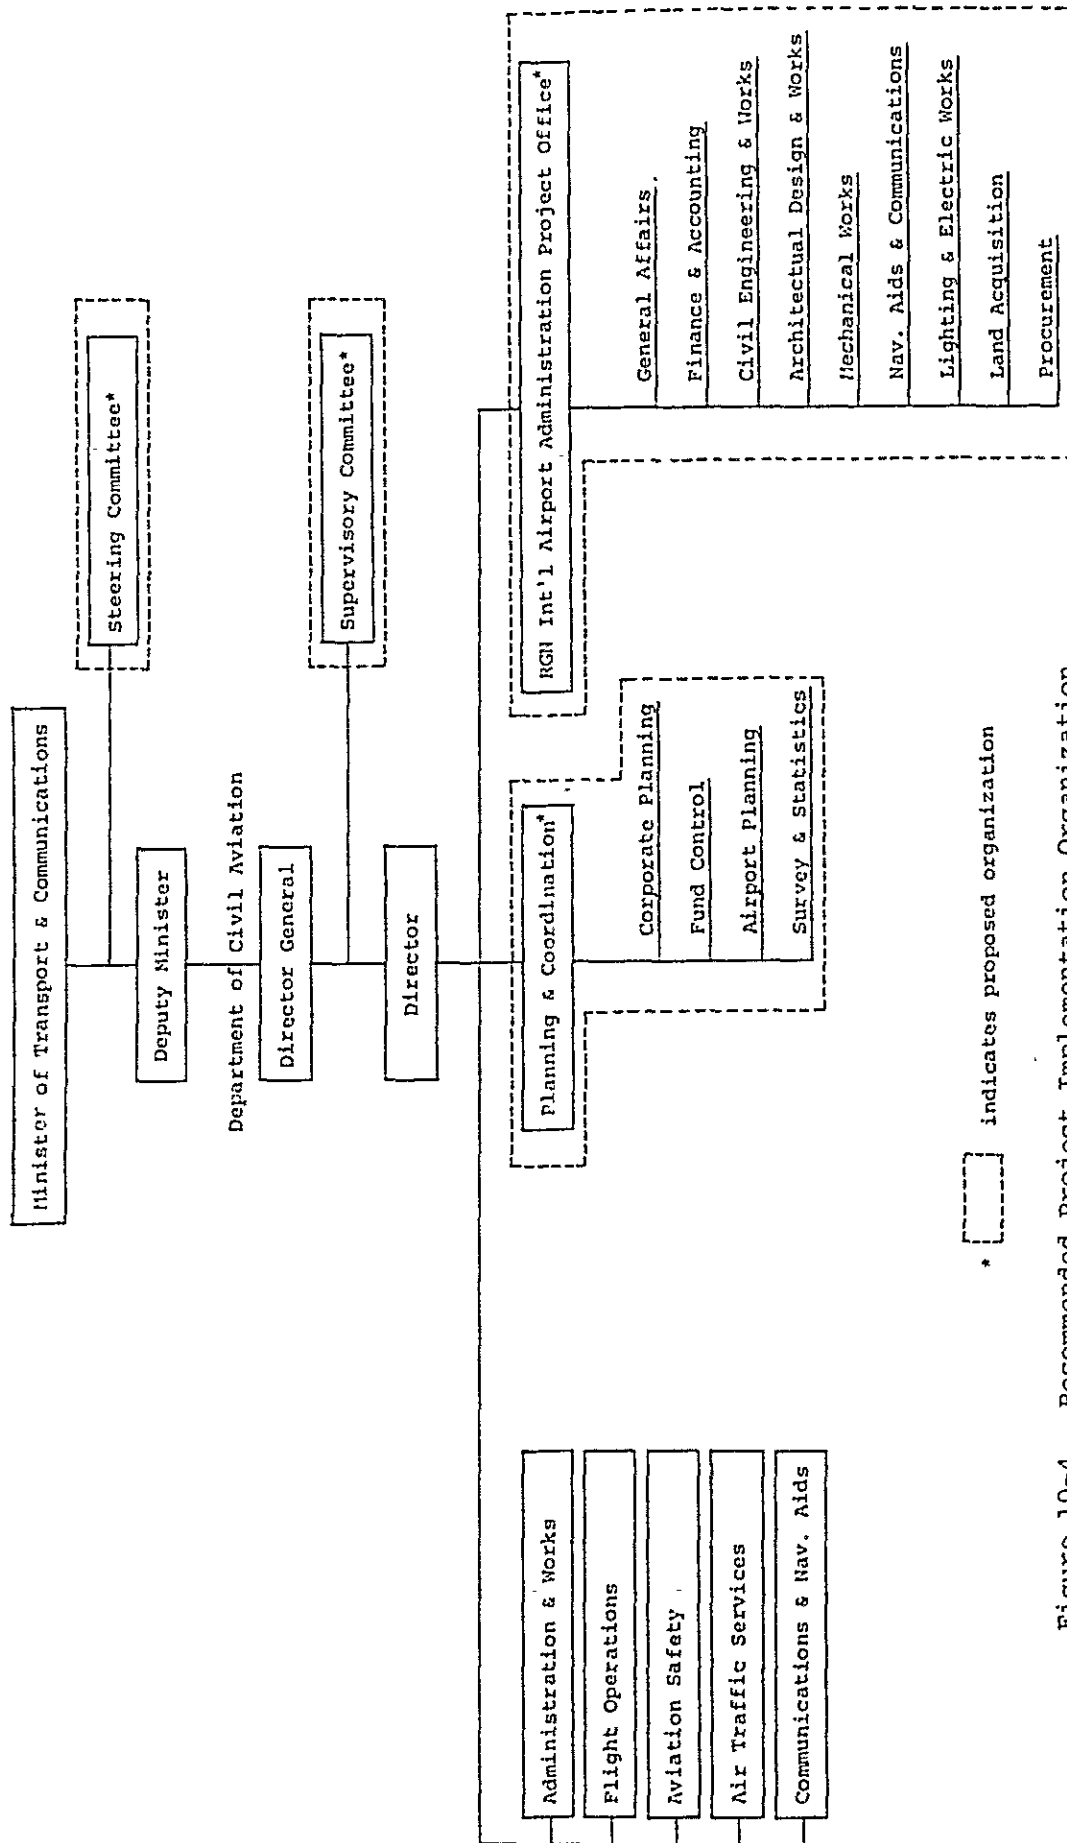 Minister of Transport & Communications
Steering Committee*
Deputy Minister
Department of Civil Aviation
Director General
Supervisory Committee*
Director
Administration & Works
Flight Operations
Aviation Safety
Air Traffic Services
Communications & Nav. Aids
Planning & Coordination*
Corporate Planning
Fund Control
Airport Planning
Survey & Statistics
RGN Int'l Airport Administration Project Office*
General Affairs
Finance & Accounting
Civil Engineering & Works
Architectual Design & Works
Mechanical Works
Nav. Aids & Communications
Lighting & Electric Works
Land Acquisition
Procurement
* indicates proposed organization
Figure 10-4 Recommended Project Implementation Organization